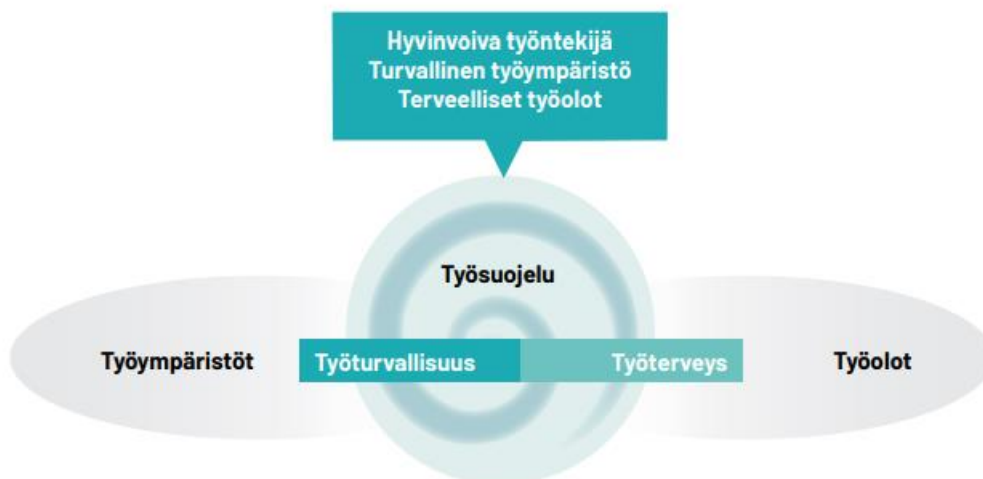 Hyvinvoiva työntekijä
Turvallinen työympäristö
Terveelliset työolot
Työsuojelu
Työympäristöt
Työturvallisuus
Työterveys
Työolot